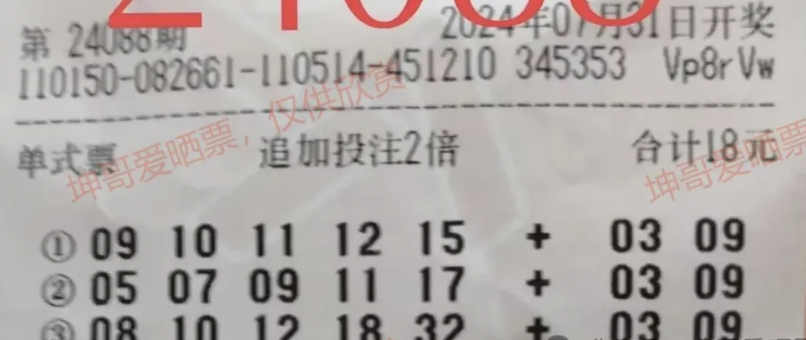 24088
第 24088期 2024年07月31日开奖
110150-082661-110514-451210 345353 Vp8rVw
坤哥爱晒票,仅供欣赏
单式票 追加投注2倍 合计18元
坤哥爱晒票
① 09 10 11 12 15 + 03 09
② 05 07 09 11 17 + 03 09
③ 08 10 12 18 32 + 03 09